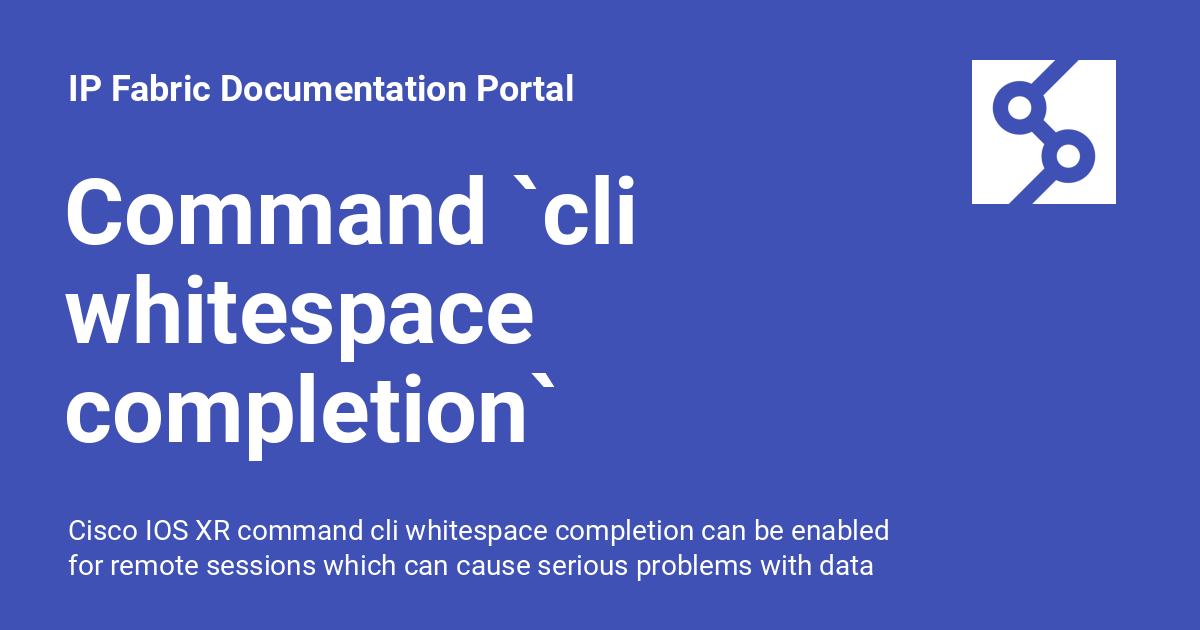 IP Fabric Documentation Portal
Command `cli
whitespace
completion`
Cisco IOS XR command cli whitespace completion can be enabled
for remote sessions which can cause serious problems with data